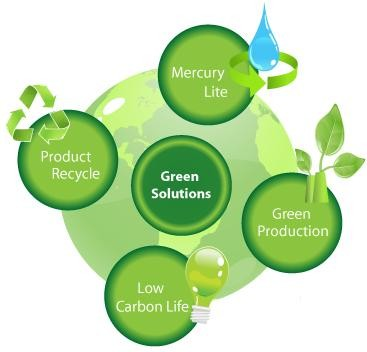 Mercury
Lite
Product
Recycle
Green
Solutions
Green
Production
Low
Carbon Life